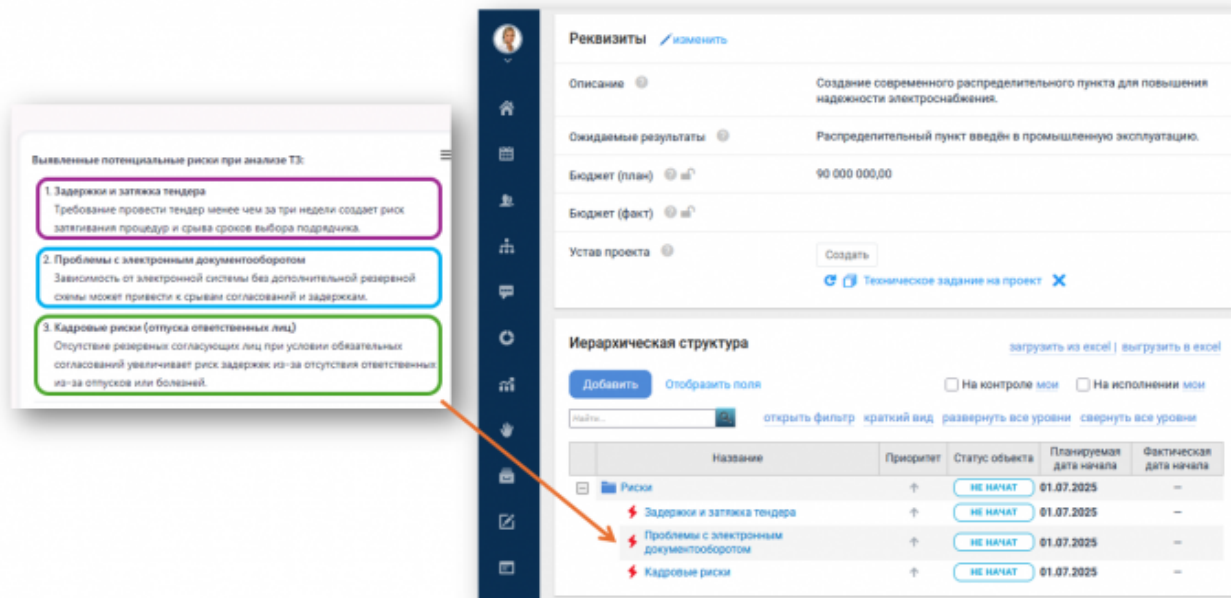 Выявленные потенциальные риски при анализе ТЗ:
1. Задержки и затяжка тендера
Требование провести тендер менее чем за три недели создает риск
затягивания процедур и срыва сроков выбора подрядчика.
2. Проблемы с электронным документооборотом
Зависимость от электронной системы без дополнительной резервной
схемы может привести к срывам согласований и задержкам.
3. Кадровые риски (отпуска ответственных лиц)
Отсутствие резервных согласующих лиц при условии обязательных
согласований увеличивает риск задержек из-за отсутствия ответственных
из-за отпусков или болезней.
Реквизиты изменить
Описание Создание современного распределительного пункта для повышения
надежности электроснабжения.
Ожидаемые результаты Распределительный пункт введён в промышленную эксплуатацию.
Бюджет (план) 90 000 000,00
Бюджет (факт)
Устав проекта Создать
Техническое задание на проект
Иерархическая структура загрузить из excel | выгрузить в excel
Добавить Отобразить поля На контроле мои На исполнении мои
Найти... открыть фильтр краткий вид развернуть все уровни свернуть все уровни
Название Приоритет Статус объекта Планируемая дата начала Фактическая дата начала
Риски НЕ НАЧАТ 01.07.2025 –
Задержки и затяжка тендера НЕ НАЧАТ 01.07.2025 –
Проблемы с электронным
документооборотом НЕ НАЧАТ 01.07.2025 –
Кадровые риски НЕ НАЧАТ 01.07.2025 –